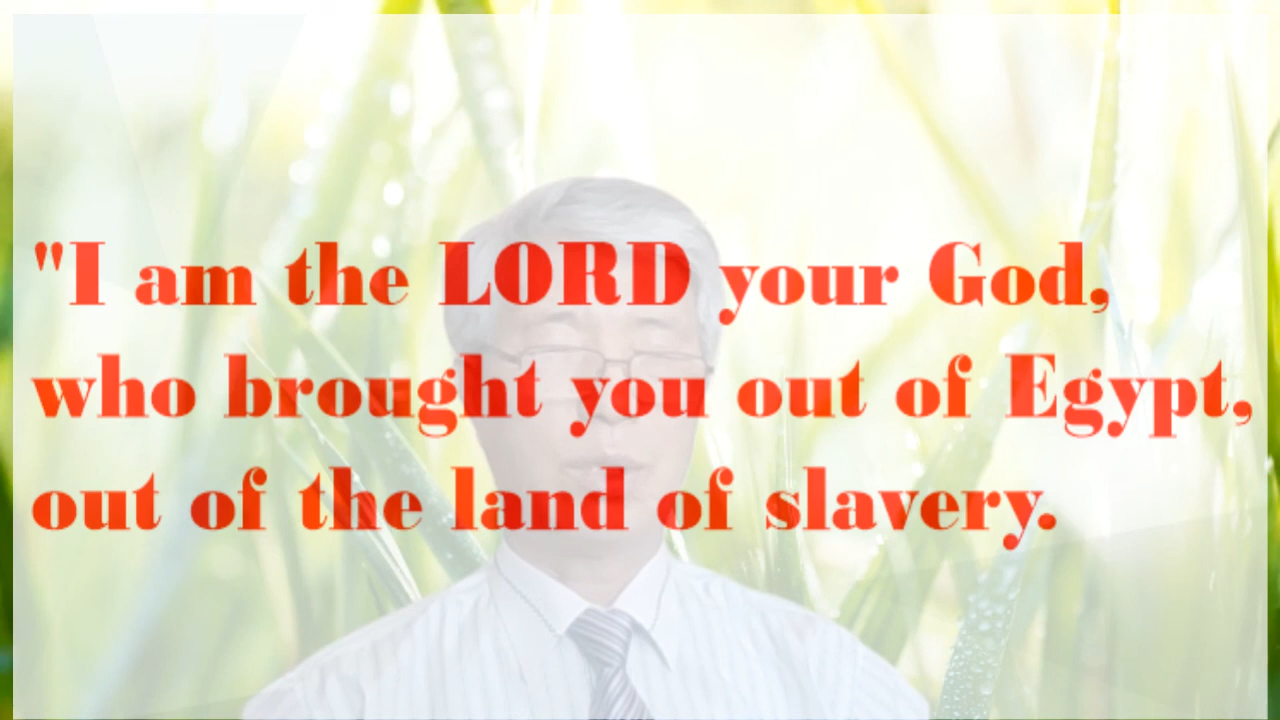 "I am the LORD your God,
who brought you out of Egypt,
out of the land of slavery.